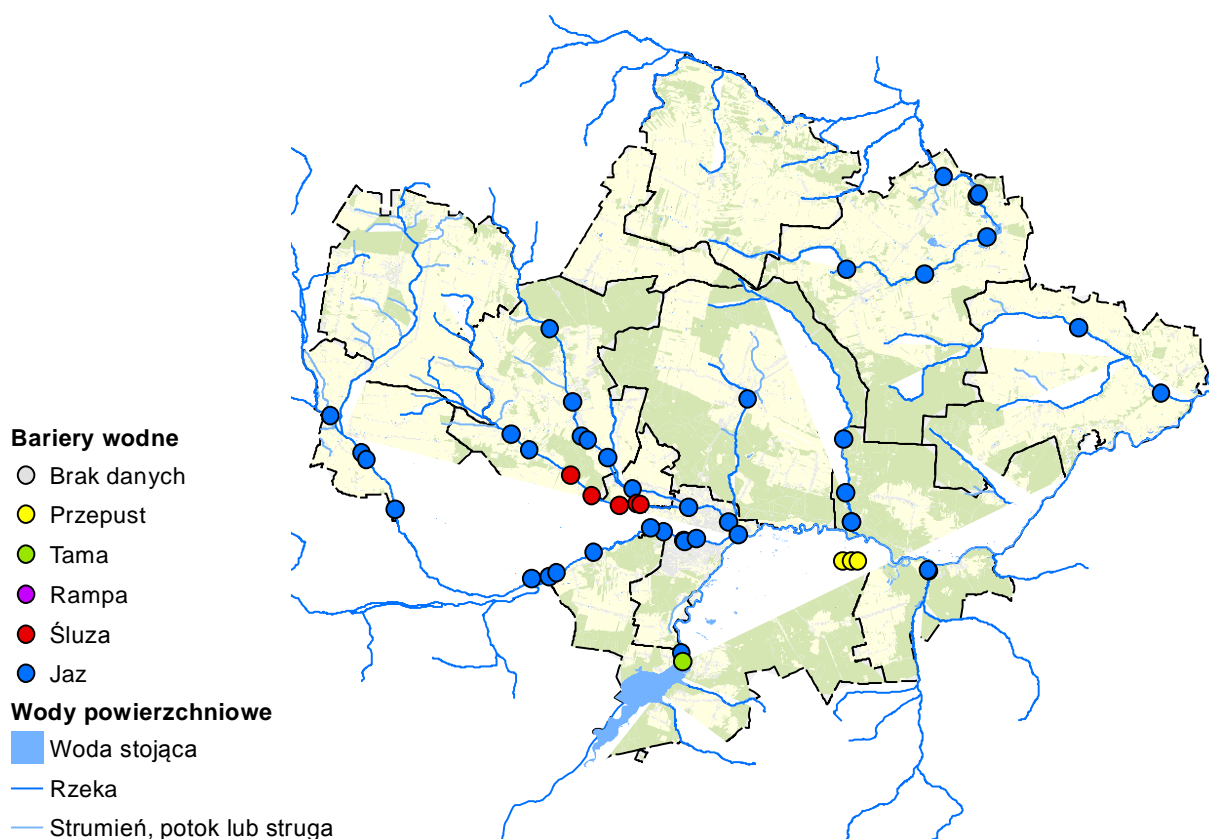 Bariery wodne
Brak danych
Przepust
Tama
Rampa
Śluza
Jaz
Wody powierzchniowe
Woda stojąca
Rzeka
Strumień, potok lub struga